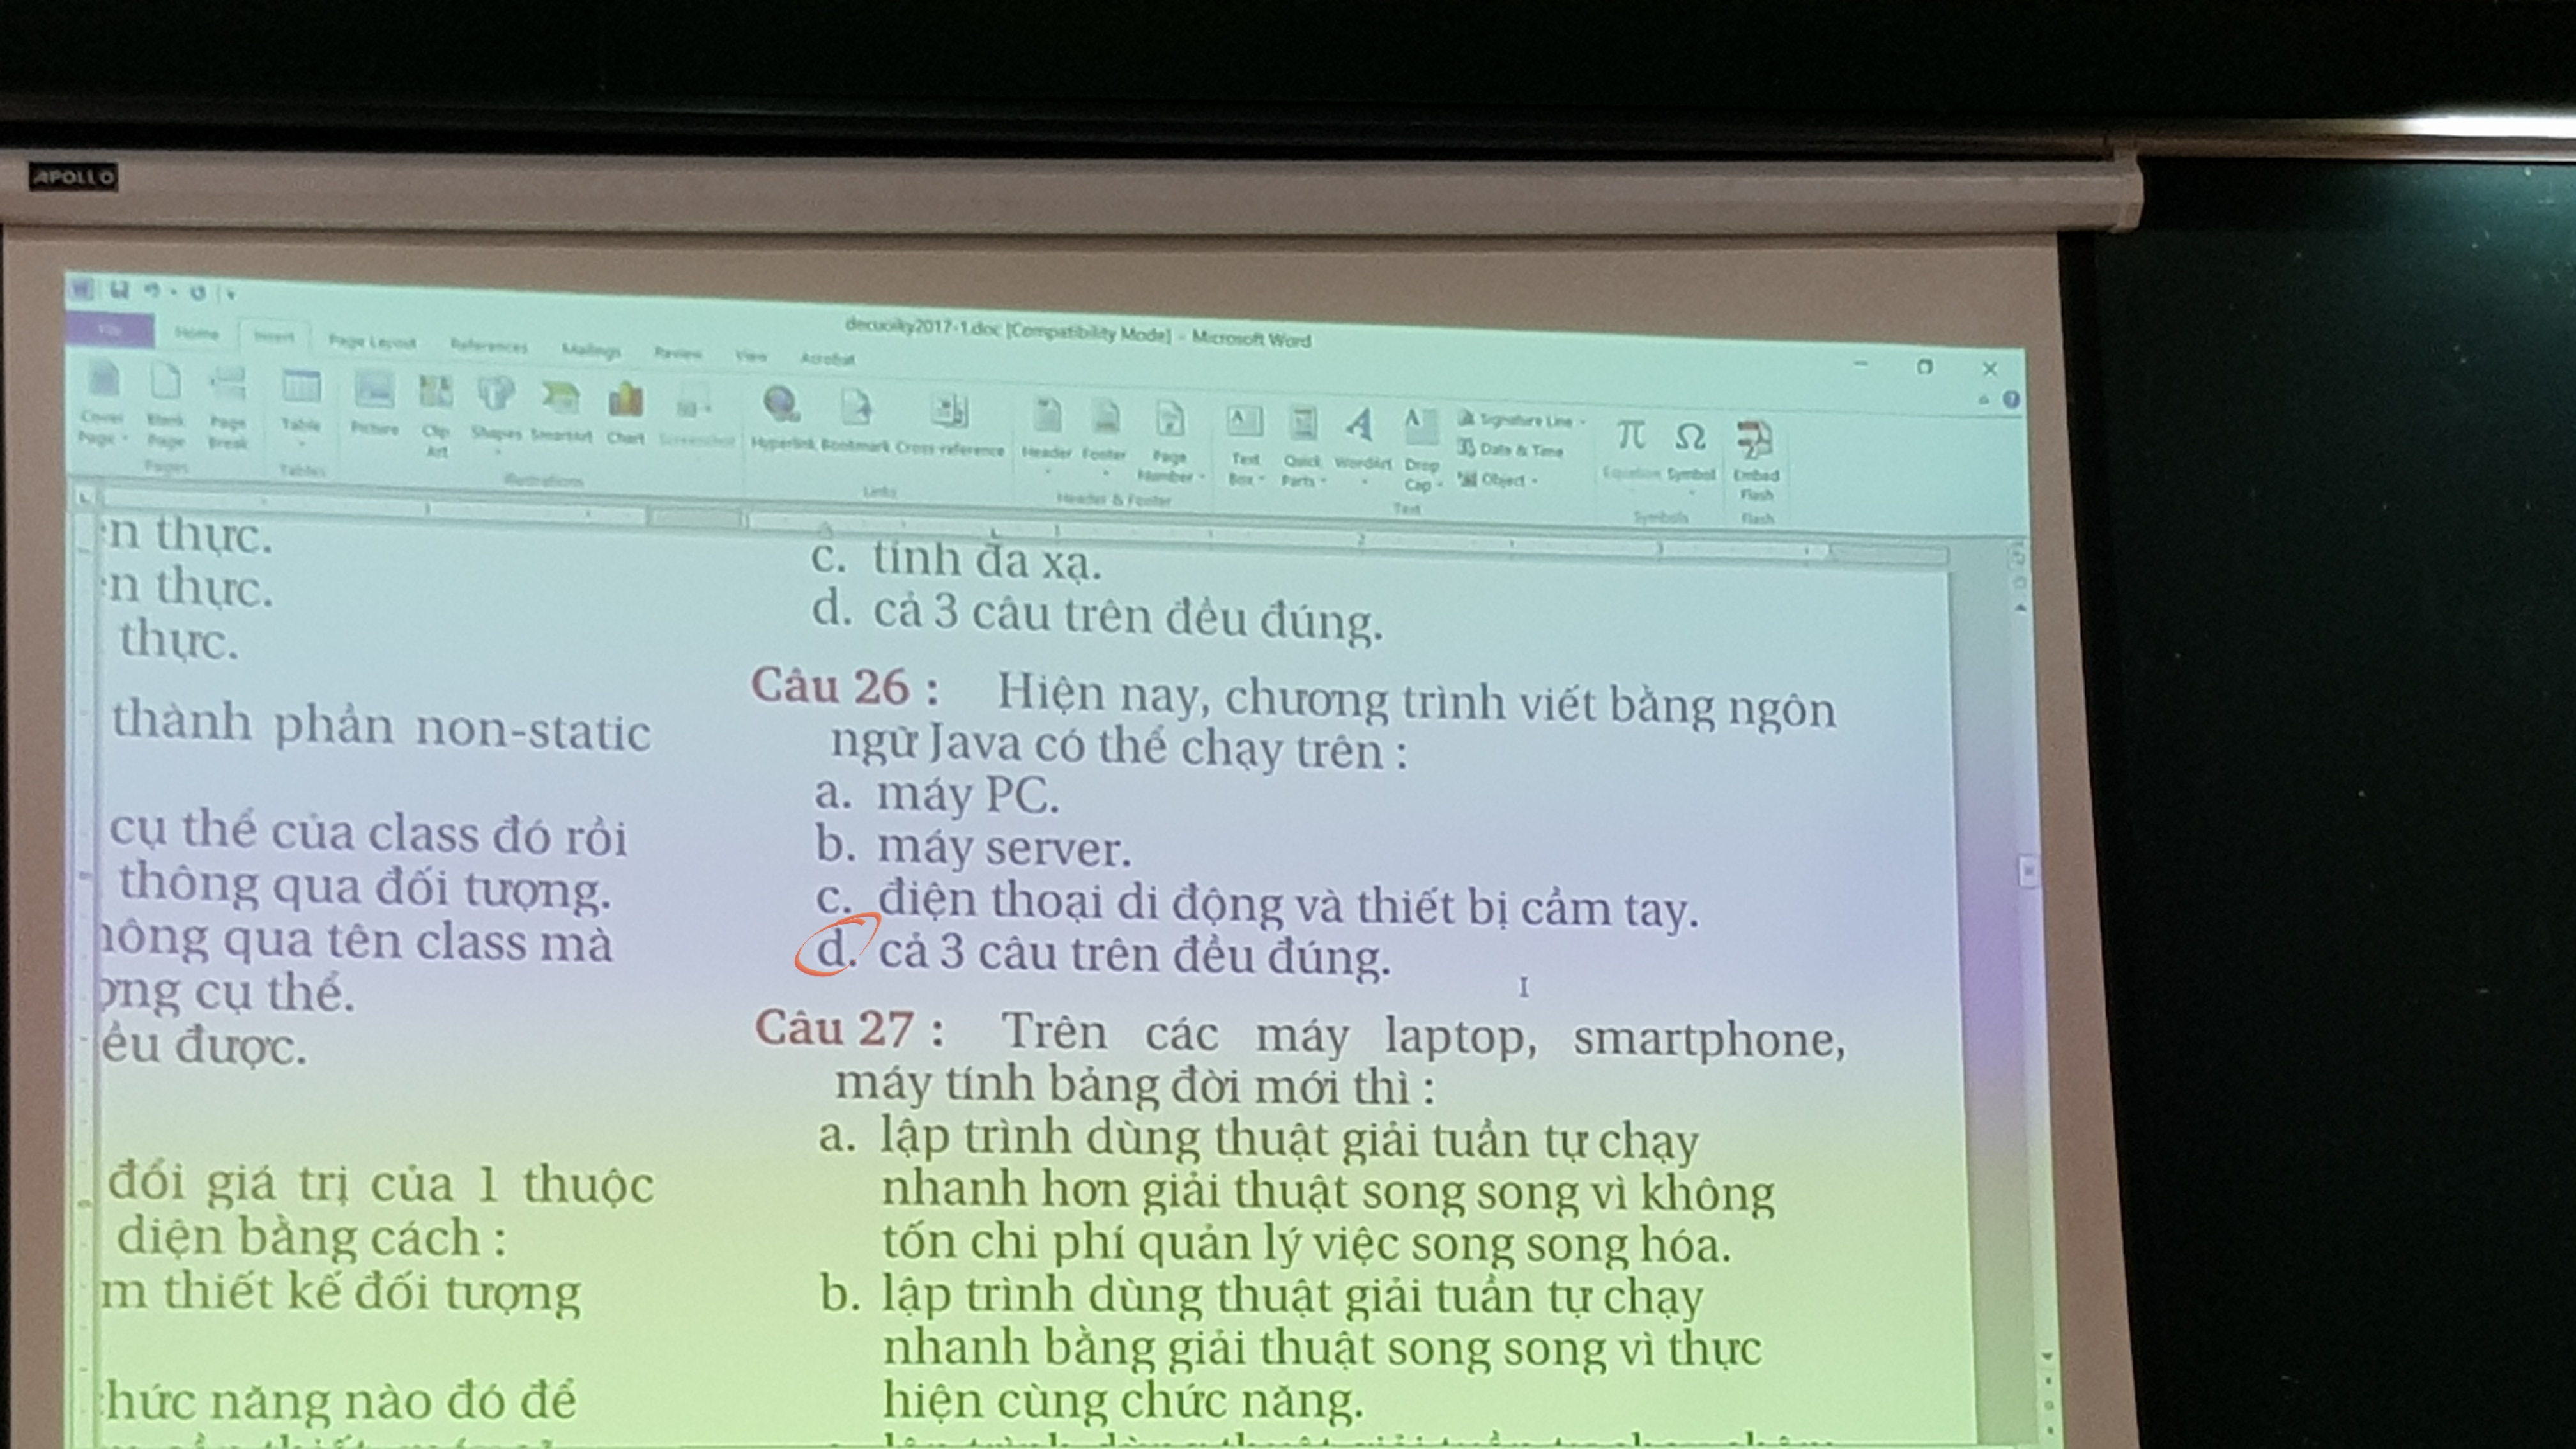 APOLLO
decuoiky2017-1.doc [Compatibility Mode] - Microsoft Word
File Home Insert Page Layout References Mailings Review View Acrobat
Cover Page Blank Page Page Break Table Picture Clip Art Shapes SmartArt Chart Screenshot Hyperlink Bookmark Cross-reference Header Footer Page Number Text Box Quick Parts WordArt Drop Cap Signature Line Date & Time Object Equation Symbol Embed Flash
Pages Tables Illustrations Links Header & Footer Text Symbols Flash
n thực.
n thực.
thực.
thành phần non-static
cụ thể của class đó rồi
thông qua đối tượng.
hông qua tên class mà
ợng cụ thể.
ều được.
đổi giá trị của 1 thuộc
diện bằng cách :
m thiết kế đối tượng
hức năng nào đó để
c. tính đa xạ.
d. cả 3 câu trên đều đúng.
Câu 26 : Hiện nay, chương trình viết bằng ngôn
ngữ Java có thể chạy trên :
a. máy PC.
b. máy server.
c. điện thoại di động và thiết bị cầm tay.
d. cả 3 câu trên đều đúng.
Câu 27 : Trên các máy laptop, smartphone,
máy tính bảng đời mới thì :
a. lập trình dùng thuật giải tuần tự chạy
nhanh hơn giải thuật song song vì không
tốn chi phí quản lý việc song song hóa.
b. lập trình dùng thuật giải tuần tự chạy
nhanh bằng giải thuật song song vì thực
hiện cùng chức năng.